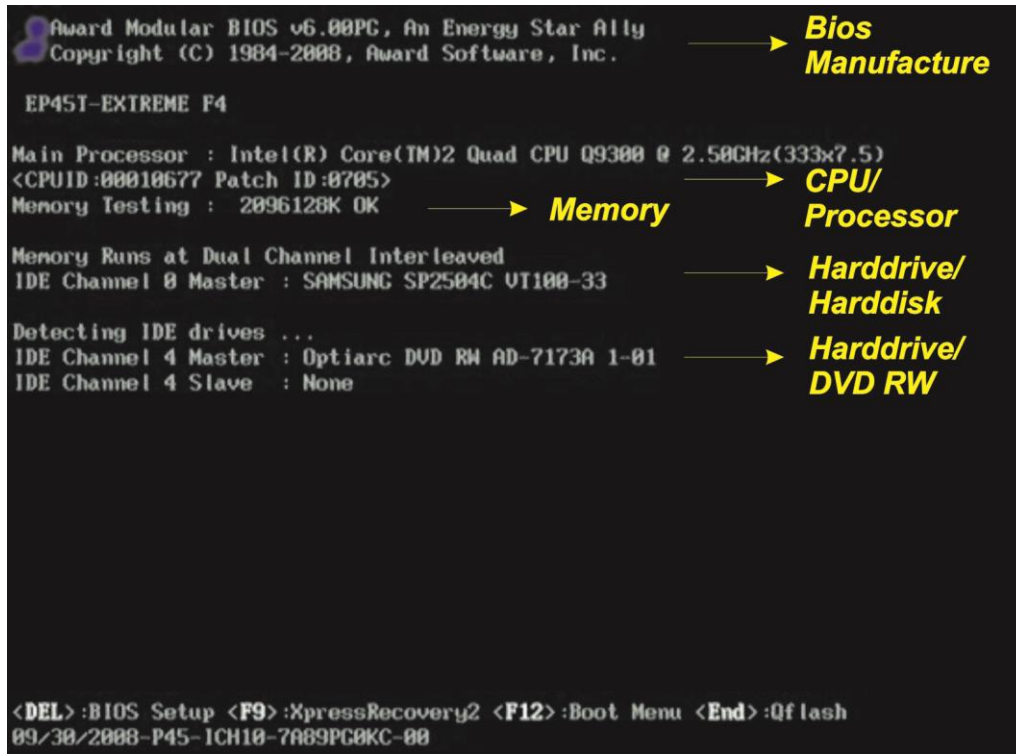 Award Modular BIOS v6.00PG, An Energy Star Ally
Copyright (C) 1984-2008, Award Software, Inc.
Bios
Manufacture
EP45T-EXTREME F4
Main Processor : Intel(R) Core(TM)2 Quad CPU Q9300 @ 2.50GHz(333x7.5)
<CPUID:00010677 Patch ID:0705>
CPU/
Processor
Memory Testing : 2096128K OK
Memory
Memory Runs at Dual Channel Interleaved
IDE Channel 0 Master : SAMSUNG SP2504C VT100-33
Harddrive/
Harddisk
Detecting IDE drives ...
IDE Channel 4 Master : Optiarc DVD RW AD-7173A 1-01
IDE Channel 4 Slave : None
Harddrive/
DVD RW
<DEL>:BIOS Setup <F9>:XpressRecovery2 <F12>:Boot Menu <End>:Qflash
09/30/2008-P45-ICH10-7A89PG0KC-00